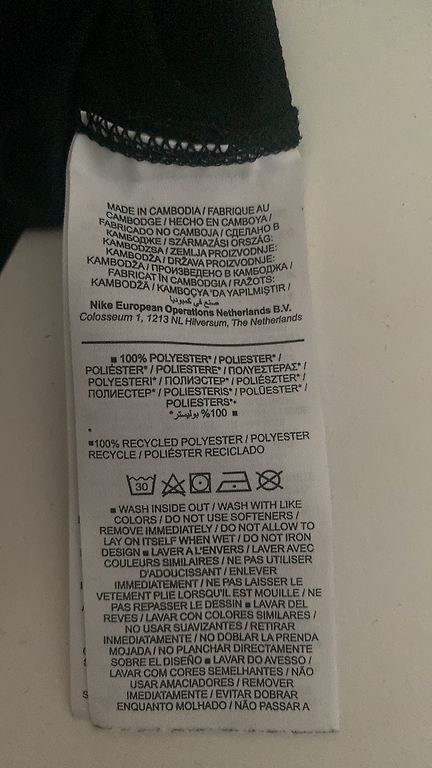 MADE IN CAMBODIA / FABRIQUE AU
CAMBODGE / HECHO EN CAMBOYA /
FABRICADO NO CAMBOJA / СДЕЛАНО В
КАМБОДЖЕ / SZÁRMAZÁSI ORSZÁG:
KAMBODZSA / ZEMLJA PROIZVODNJE:
KAMBODŽA / DRŽAVA PROIZVODNJE:
KAMBODŽA / ПРОИЗВЕДЕНО В КАМБОДЖА /
FABRICAT ÎN CAMBODGIA / RAŽOTS:
KAMBODŽĀ / KAMBOÇYA'DA YAPILMIŞTIR /
صنع في كمبوديا
Nike European Operations Netherlands B.V.
Colosseum 1, 1213 NL Hilversum, The Netherlands
■ 100% POLYESTER* / POLIESTER* /
POLIÉSTER* / POLIESTERE* / ΠΟΛΥΕΣΤΕΡΑΣ* /
POLYESTERI* / ПОЛИЭСТЕР* / POLIÉSZTER* /
ПОЛИЕСТЕР* / POLIESTERIS* / POLÜESTER* /
POLIESTERS*
■ 100% بوليستر*
*
■100% RECYCLED POLYESTER / POLYESTER
RECYCLE / POLIÉSTER RECICLADO
30
■ WASH INSIDE OUT / WASH WITH LIKE
COLORS / DO NOT USE SOFTENERS /
REMOVE IMMEDIATELY / DO NOT ALLOW TO
LAY ON ITSELF WHEN WET / DO NOT IRON
DESIGN ■ LAVER A L'ENVERS / LAVER AVEC
COULEURS SIMILAIRES / NE PAS UTILISER
D'ADOUCISSANT / ENLEVER
IMMEDIATEMENT / NE PAS LAISSER LE
VETEMENT PLIE LORSQU'IL EST MOUILLE / NE
PAS REPASSER LE DESSIN ■ LAVAR DEL
REVES / LAVAR CON COLORES SIMILARES /
NO USAR SUAVIZANTES / RETIRAR
INMEDIATAMENTE / NO DOBLAR LA PRENDA
MOJADA / NO PLANCHAR DIRECTAMENTE
SOBRE EL DISEÑO ■ LAVAR DO AVESSO /
LAVAR COM CORES SEMELHANTES / NÃO
USAR AMACIADORES / REMOVER
IMEDIATAMENTE / EVITAR DOBRAR
ENQUANTO MOLHADO / NÃO PASSAR A